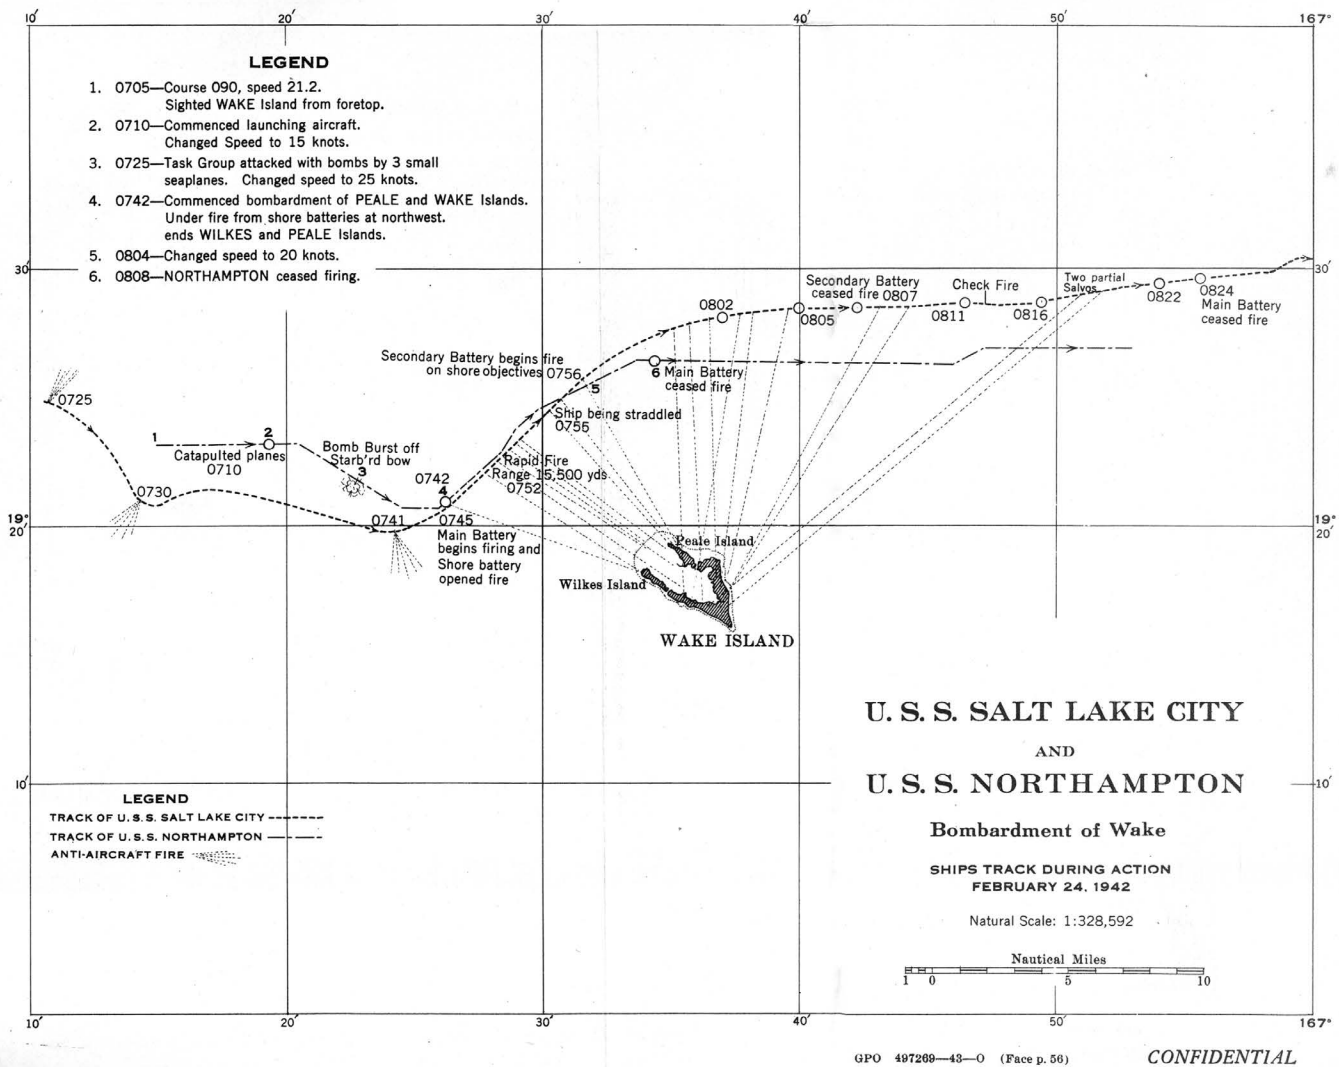 10′ 20′ 30′ 40′ 50′ 167°
LEGEND
1. 0705—Course 090, speed 21.2.
Sighted WAKE Island from foretop.
2. 0710—Commenced launching aircraft.
Changed Speed to 15 knots.
3. 0725—Task Group attacked with bombs by 3 small
seaplanes. Changed speed to 25 knots.
4. 0742—Commenced bombardment of PEALE and WAKE Islands.
Under fire from shore batteries at northwest.
ends WILKES and PEALE Islands.
5. 0804—Changed speed to 20 knots.
6. 0808—NORTHAMPTON ceased firing.
30′
30′
0802
0805
Secondary Battery
ceased fire 0807
0811
Check Fire
0816
Two partial
Salvos
0822
0824
Main Battery
ceased fire
Secondary Battery begins fire
on shore objectives 0756
5
6 Main Battery
ceased fire
0725
1
2
Catapulted planes
0710
Bomb Burst off
Starb'rd bow
3
Ship being straddled
0755
Rapid Fire
Range 15,500 yds.
0752
0730
0742
4
0741
0745
Main Battery
begins firing and
Shore battery
opened fire
19°
20′
19°
20′
Peale Island
Wilkes Island
WAKE ISLAND
U. S. S. SALT LAKE CITY
AND
U. S. S. NORTHAMPTON
Bombardment of Wake
SHIPS TRACK DURING ACTION
FEBRUARY 24, 1942
Natural Scale: 1:328,592
Nautical Miles
1 0 5 10
10′
10′
LEGEND
TRACK OF U.S.S. SALT LAKE CITY
TRACK OF U.S.S. NORTHAMPTON
ANTI-AIRCRAFT FIRE
10′ 20′ 30′ 40′ 50′ 167°
GPO 497269—43—O (Face p. 56)
CONFIDENTIAL